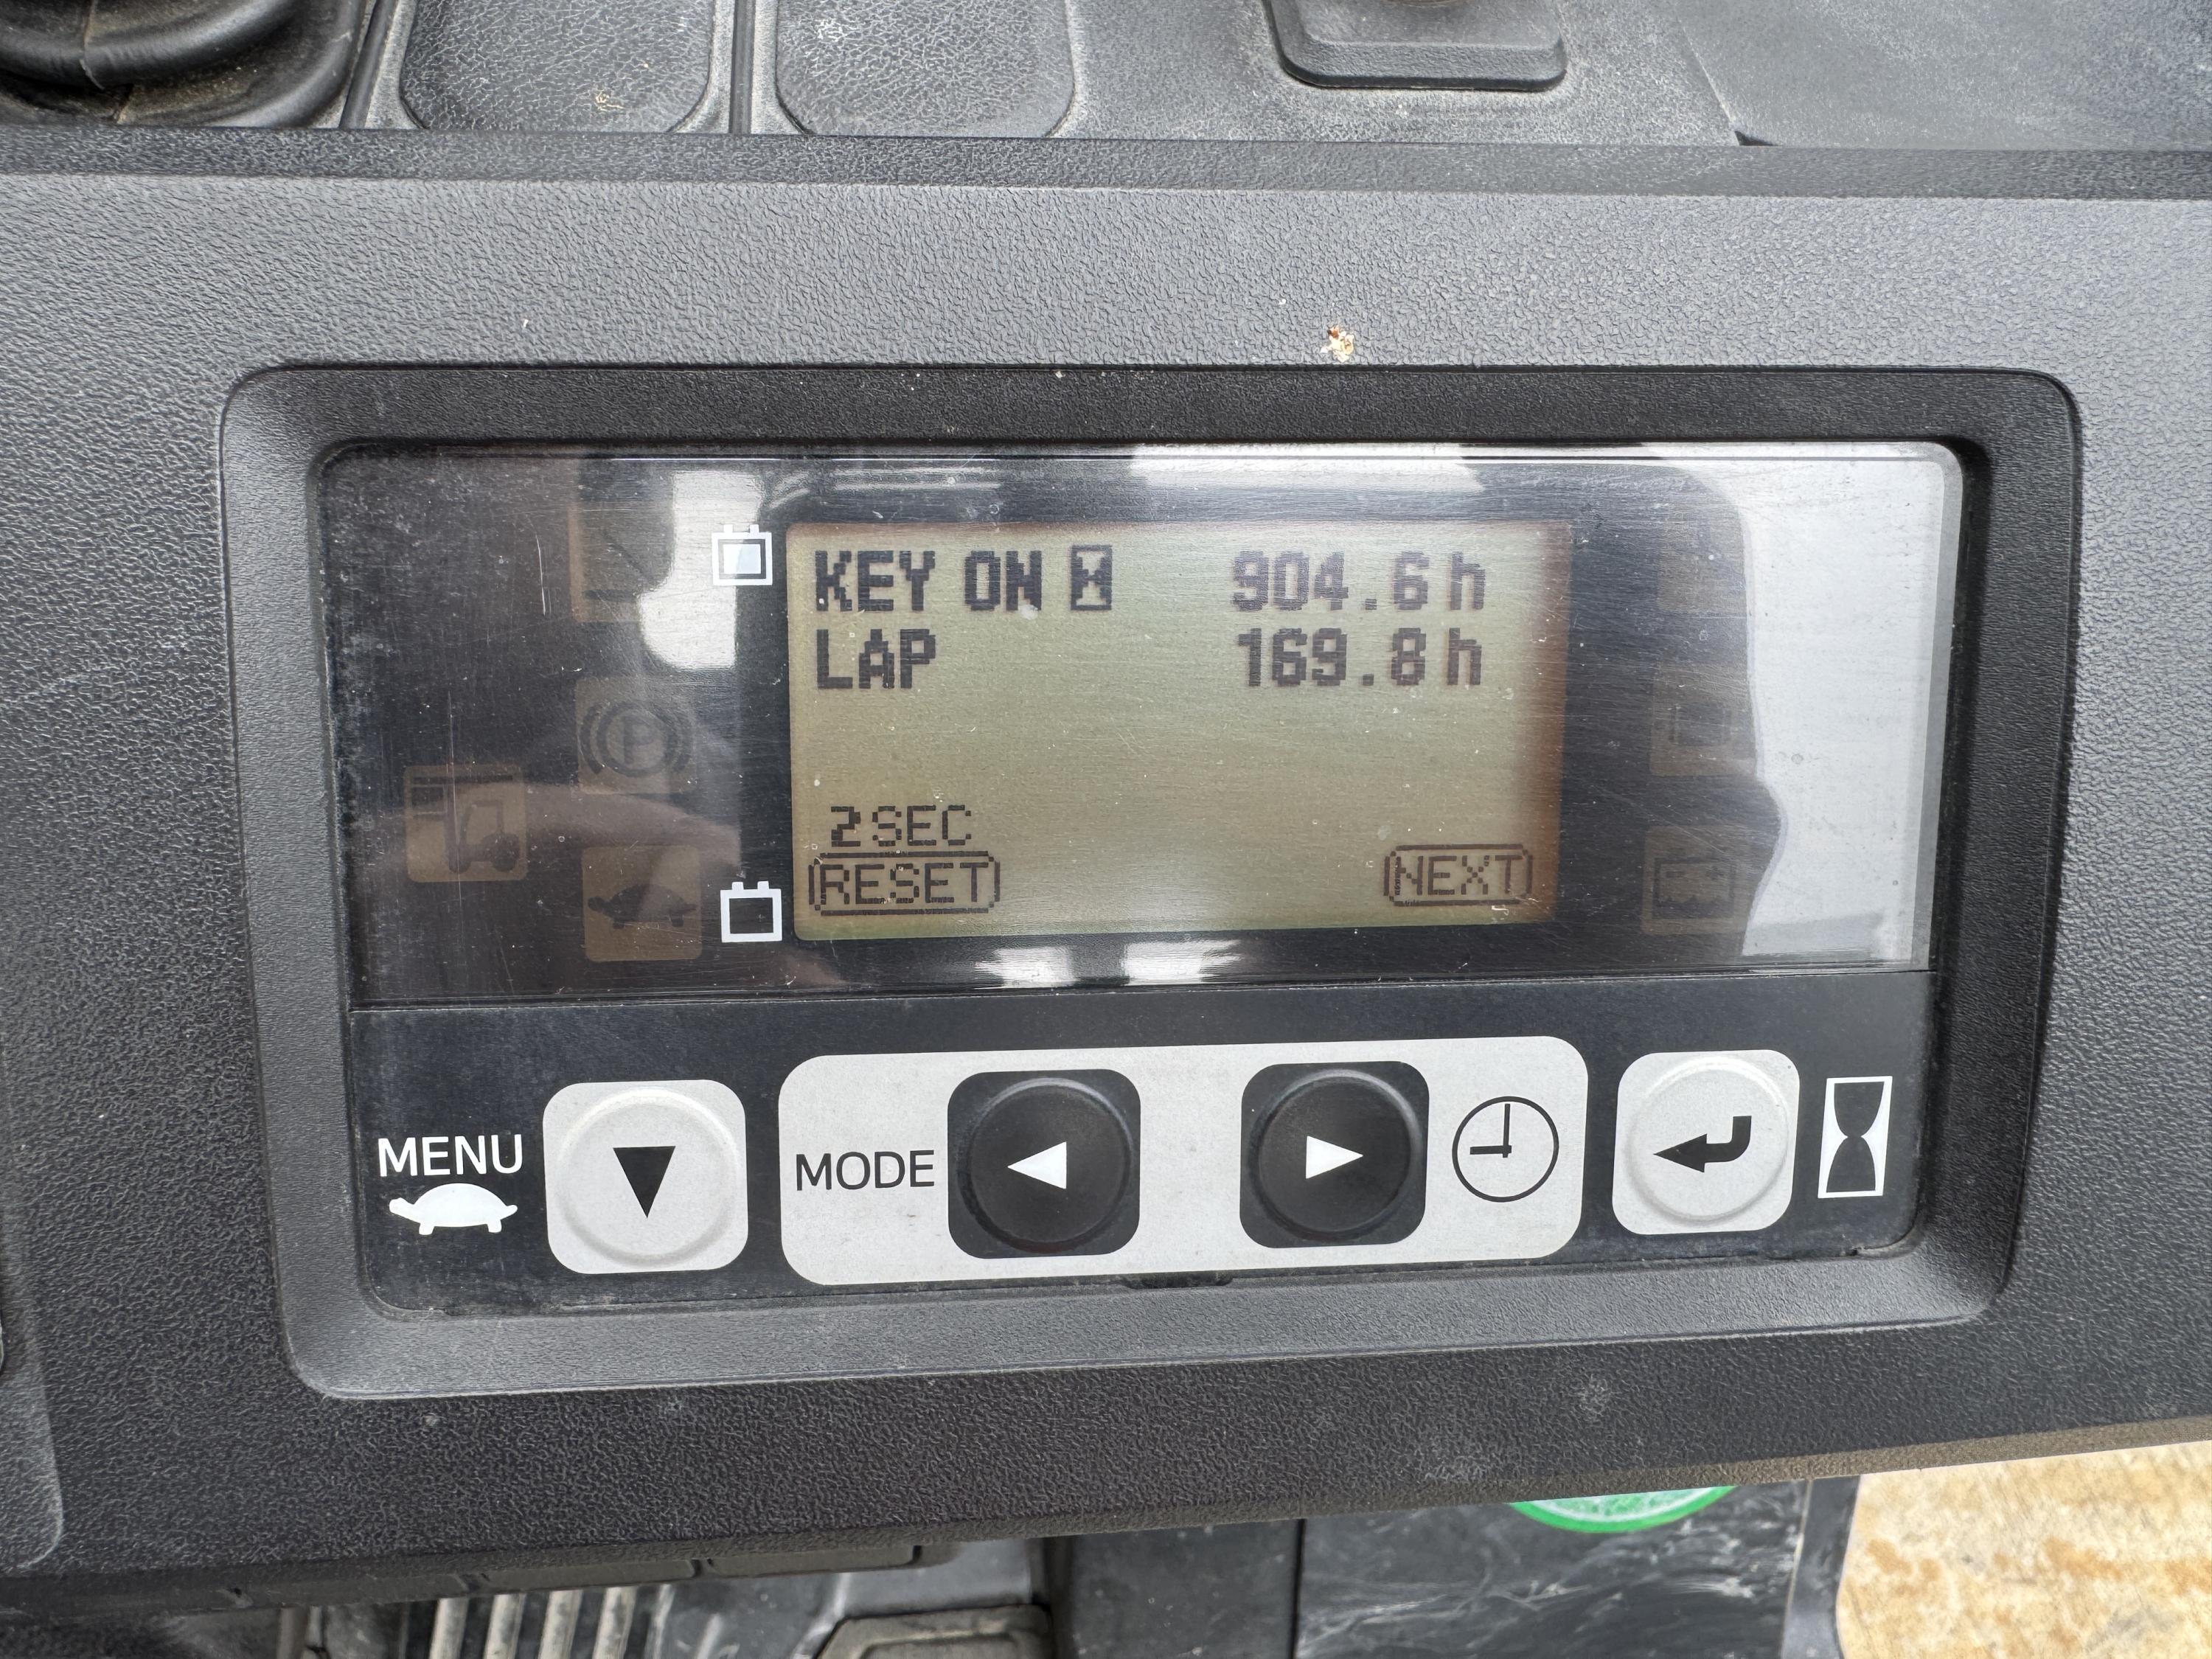 KEY ON 904.6 h
LAP 169.8 h
2 SEC
RESET NEXT
MENU MODE